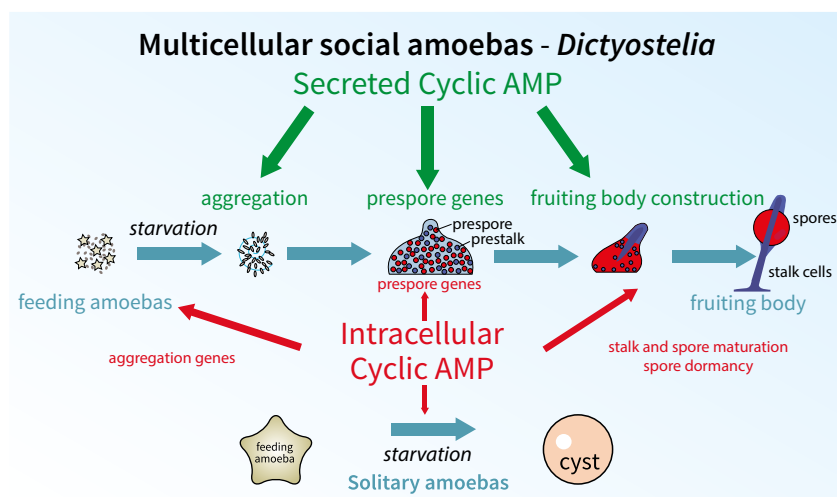 Multicellular social amoebas - Dictyostelia
Secreted Cyclic AMP
aggregation
prespore genes
fruiting body construction
starvation
prespore
prestalk
spores
stalk cells
prespore genes
feeding amoebas
fruiting body
Intracellular
Cyclic AMP
aggregation genes
stalk and spore maturation
spore dormancy
feeding
amoeba
starvation
cyst
Solitary amoebas